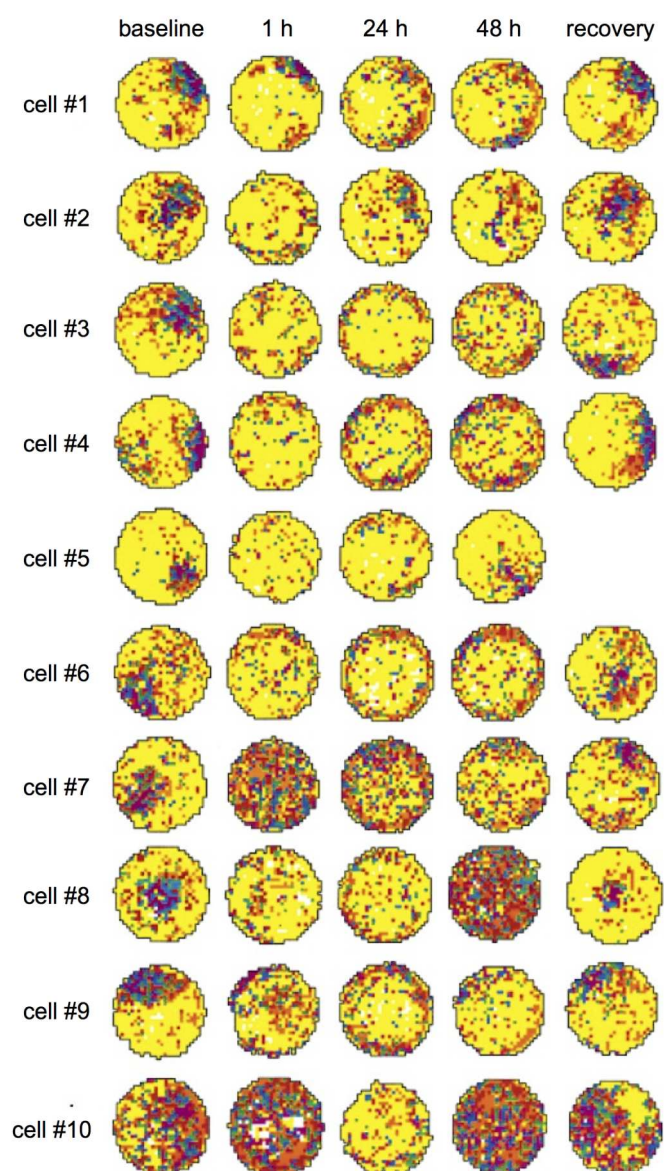 baseline 1 h 24 h 48 h recovery
cell #1
cell #2
cell #3
cell #4
cell #5
cell #6
cell #7
cell #8
cell #9
cell #10